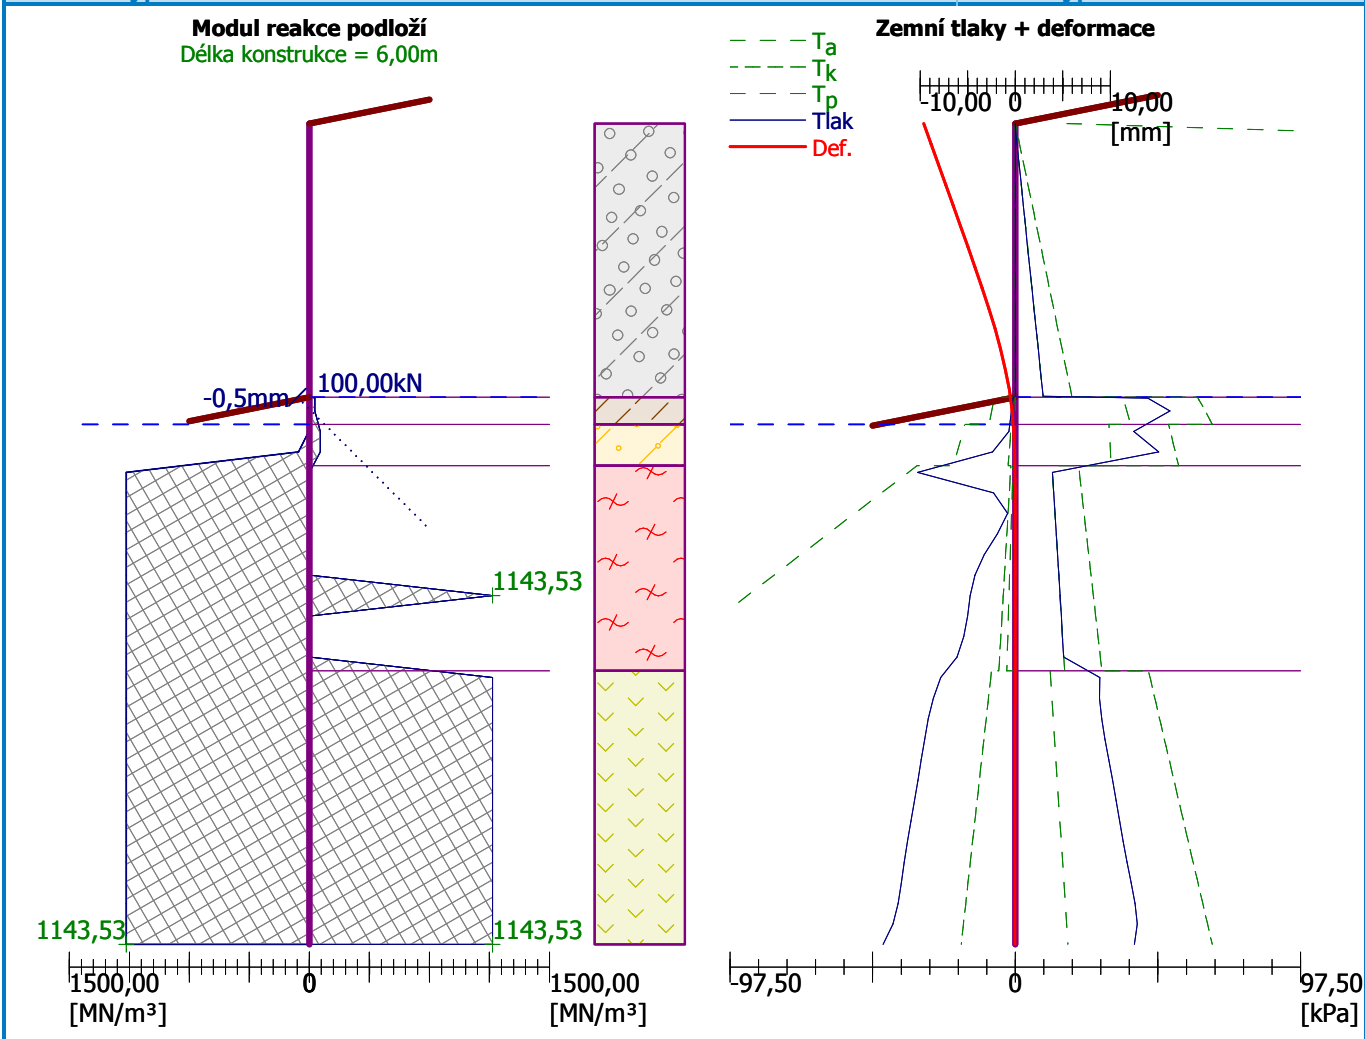 Modul reakce podloží
Délka konstrukce = 6,00m
-0,5mm
100,00kN
1143,53
1143,53
1143,53
1500,00
0
1500,00
[MN/m³]
[MN/m³]
Zemní tlaky + deformace
Ta
Tk
Tp
Tlak
Def.
-10,00
0
10,00
[mm]
-97,50
0
97,50
[kPa]